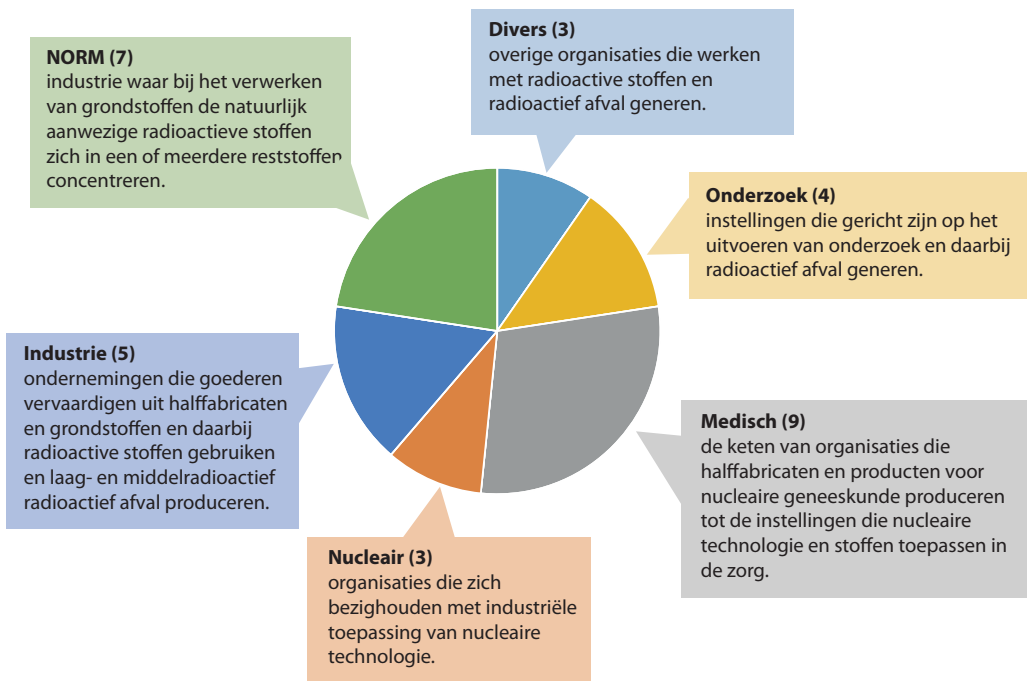 NORM (7)
industrie waar bij het verwerken
van grondstoffen de natuurlijk
aanwezige radioactieve stoffen
zich in een of meerdere reststoffen
concentreren.
Divers (3)
overige organisaties die werken
met radioactive stoffen en
radioactief afval generen.
Onderzoek (4)
instellingen die gericht zijn op het
uitvoeren van onderzoek en daarbij
radioactief afval generen.
Industrie (5)
ondernemingen die goederen
vervaardigen uit halffabricaten
en grondstoffen en daarbij
radioactive stoffen gebruiken
en laag- en middelradioactief
radioactief afval produceren.
Medisch (9)
de keten van organisaties die
halffabricaten en producten voor
nucleaire geneeskunde produceren
tot de instellingen die nucleaire
technologie en stoffen toepassen in
de zorg.
Nucleair (3)
organisaties die zich
bezighouden met industriële
toepassing van nucleaire
technologie.